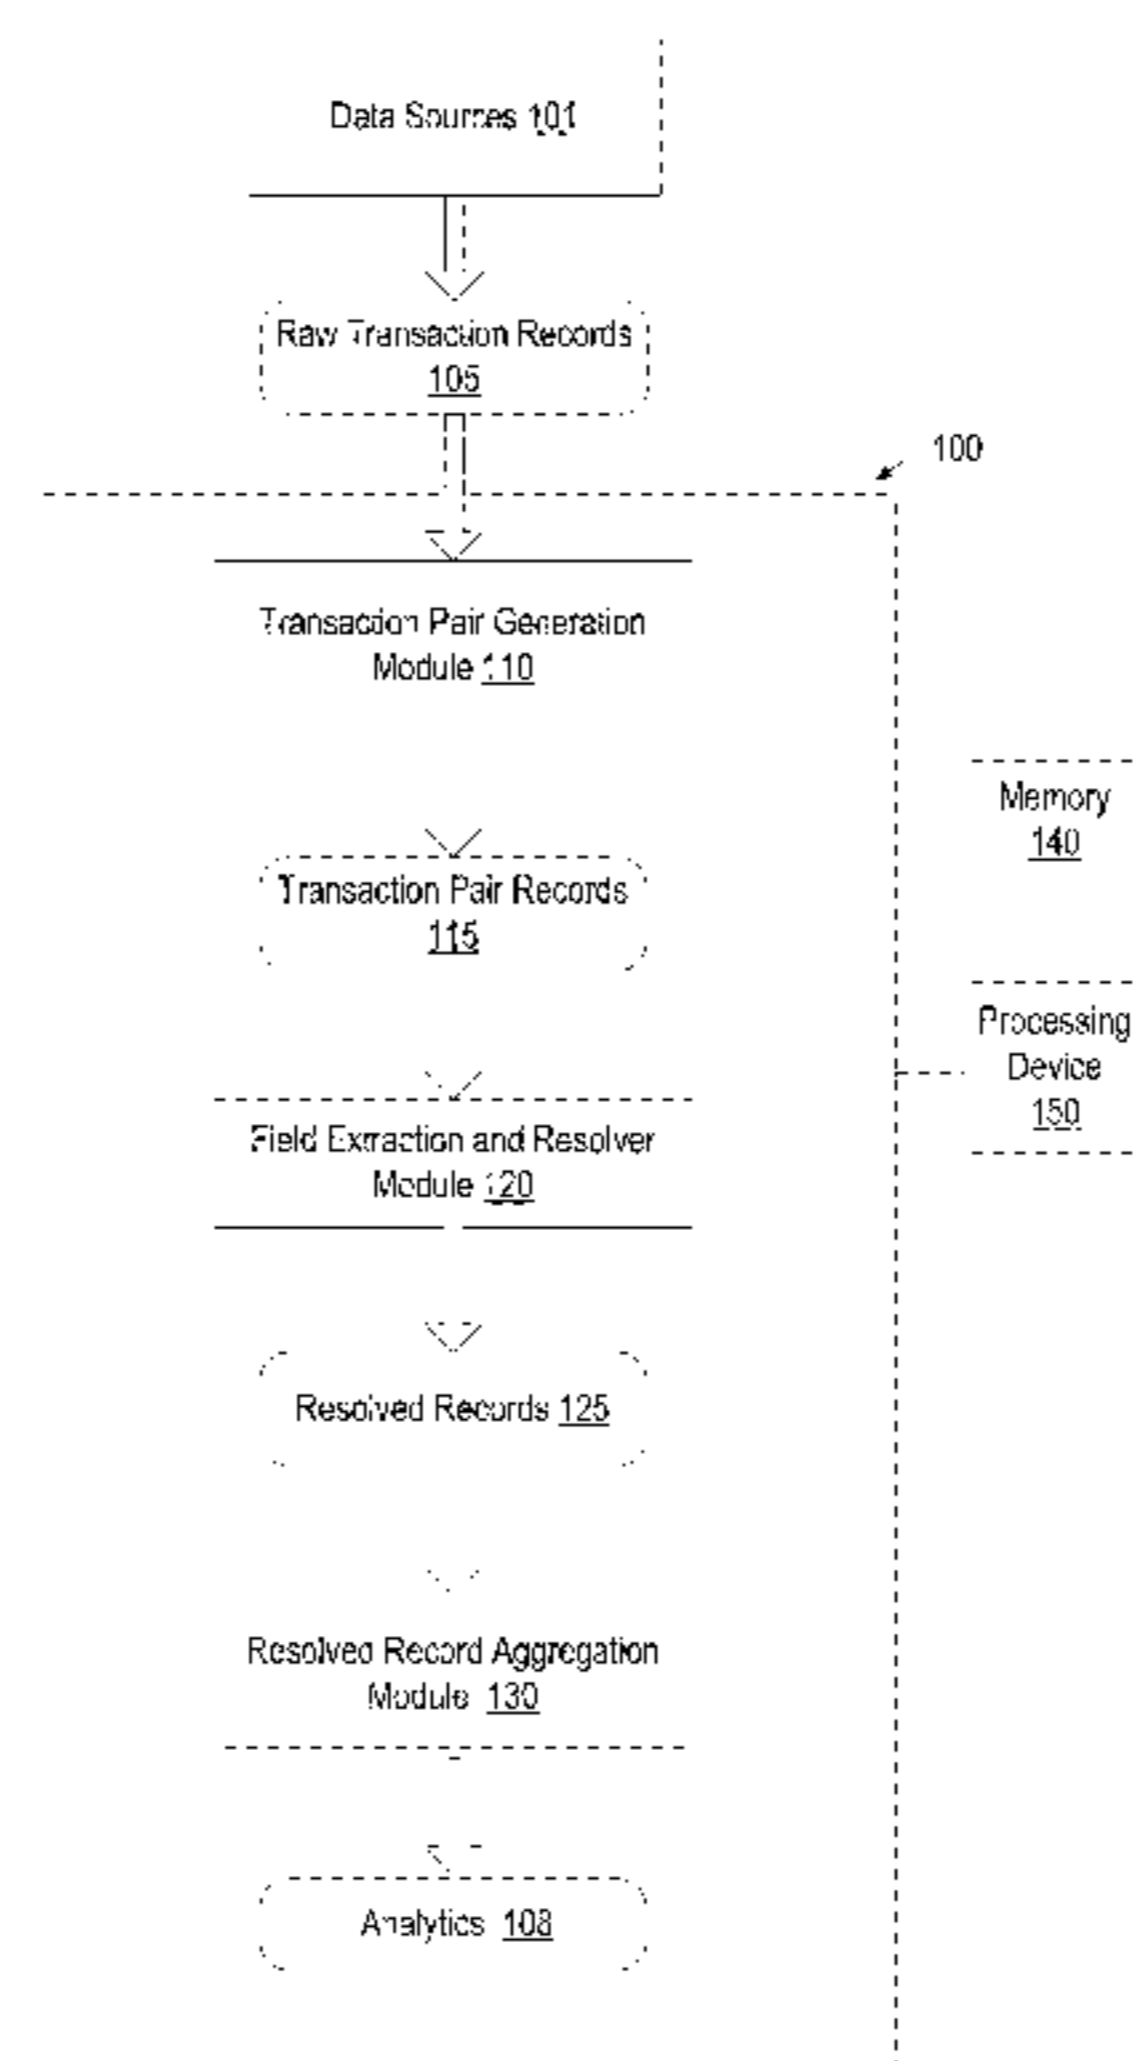 Data Sources 101
Raw Transaction Records
105
100
Transaction Pair Generation
Module 110
Memory
140
Transaction Pair Records
115
Processing
Device
150
Field Extraction and Resolver
Module 120
Resolved Records 125
Resolved Record Aggregation
Module 130
Analytics 108